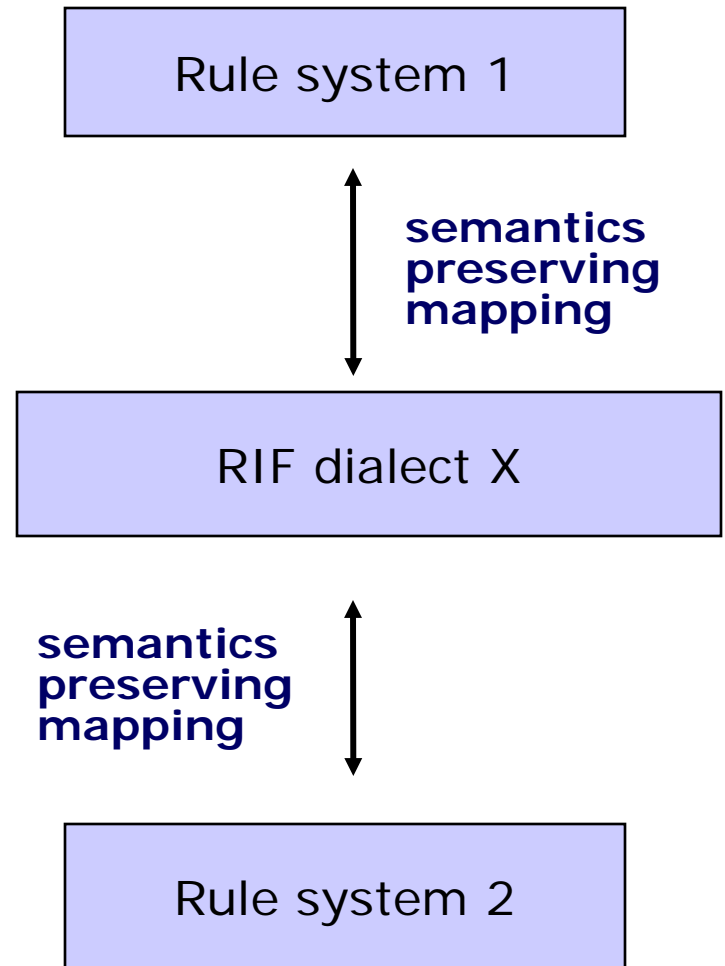 Rule system 1
semantics
preserving
mapping
RIF dialect X
semantics
preserving
mapping
Rule system 2